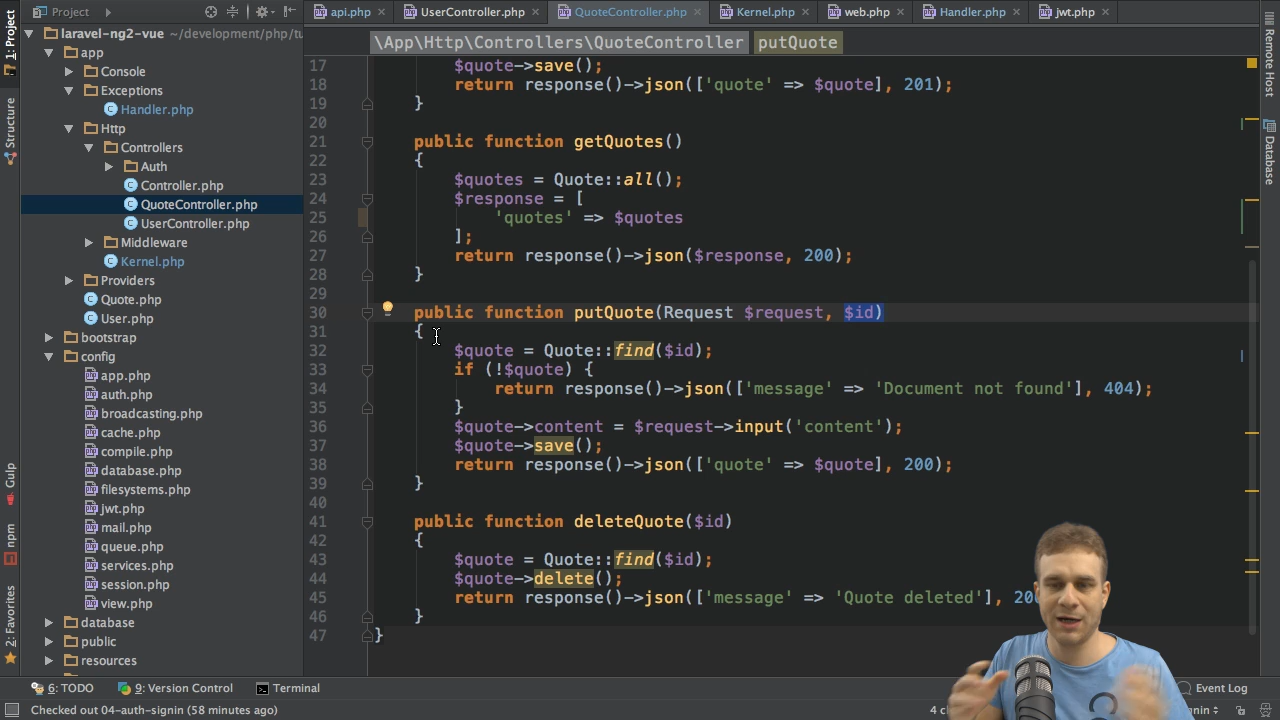 1: Project
Structure
Gulp
npm
2: Favorites
Project
laravel-ng2-vue ~/development/php/tu
app
Console
Exceptions
Handler.php
Http
Controllers
Auth
Controller.php
QuoteController.php
UserController.php
Middleware
Kernel.php
Providers
Quote.php
User.php
bootstrap
config
app.php
auth.php
broadcasting.php
cache.php
compile.php
database.php
filesystems.php
jwt.php
mail.php
queue.php
services.php
session.php
view.php
database
public
resources
api.php
UserController.php
QuoteController.php
Kernel.php
web.php
Handler.php
jwt.php
\App\Http\Controllers\QuoteController putQuote
17 $quote->save();
18 return response()->json(['quote' => $quote], 201);
19 }
20
21 public function getQuotes()
22 {
23 $quotes = Quote::all();
24 $response = [
25 'quotes' => $quotes
26 ];
27 return response()->json($response, 200);
28 }
29
30 public function putQuote(Request $request, $id)
31 {
32 $quote = Quote::find($id);
33 if (!$quote) {
34 return response()->json(['message' => 'Document not found'], 404);
35 }
36 $quote->content = $request->input('content');
37 $quote->save();
38 return response()->json(['quote' => $quote], 200);
39 }
40
41 public function deleteQuote($id)
42 {
43 $quote = Quote::find($id);
44 $quote->delete();
45 return response()->json(['message' => 'Quote deleted'], 20
46 }
47 }
Remote Host
Database
6: TODO
9: Version Control
Terminal
Event Log
Checked out 04-auth-signin (58 minutes ago)